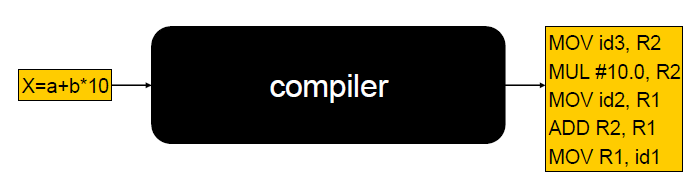 X=a+b*10
compiler
MOV id3, R2
MUL #10.0, R2
MOV id2, R1
ADD R2, R1
MOV R1, id1